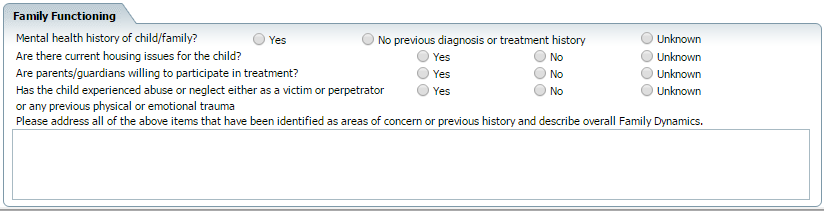 Family Functioning
Mental health history of child/family? Yes No previous diagnosis or treatment history Unknown
Are there current housing issues for the child? Yes No Unknown
Are parents/guardians willing to participate in treatment? Yes No Unknown
Has the child experienced abuse or neglect either as a victim or perpetrator Yes No Unknown
or any previous physical or emotional trauma
Please address all of the above items that have been identified as areas of concern or previous history and describe overall Family Dynamics.